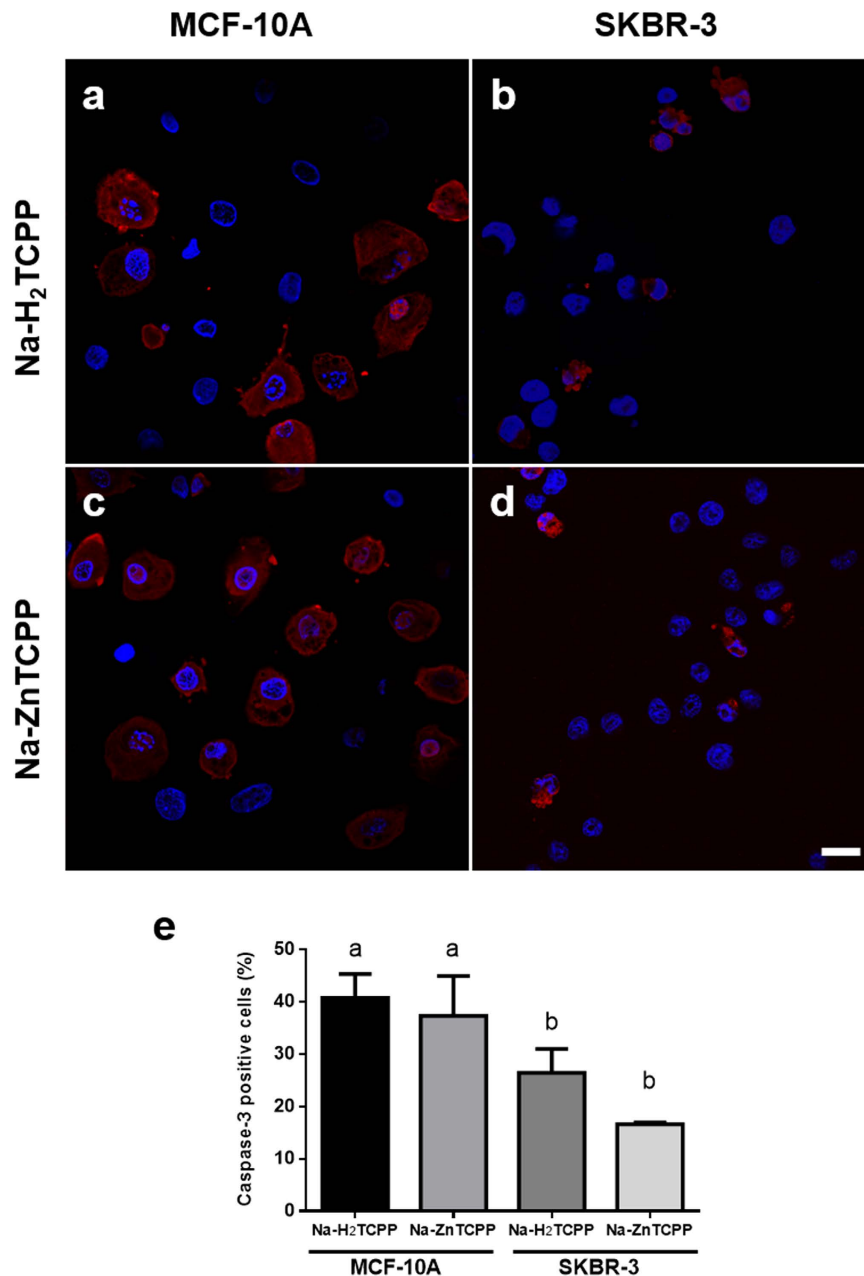 MCF-10A SKBR-3
Na-H₂TCPP
a
b
Na-ZnTCPP
c
d
e
Caspase-3 positive cells (%)
50
40
30
20
10
0
a a b b
Na-H2TCPP Na-ZnTCPP Na-H2TCPP Na-ZnTCPP
MCF-10A SKBR-3